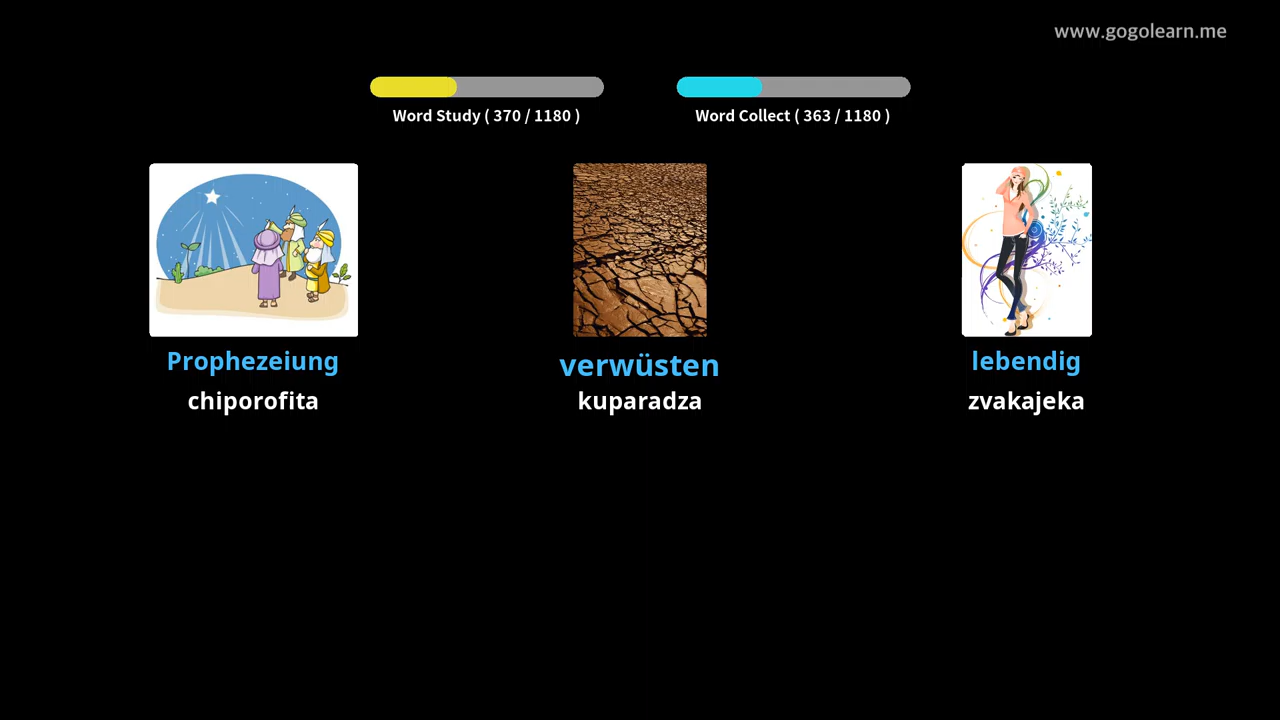 www.gogolearn.me
Word Study ( 370 / 1180 )
Word Collect ( 363 / 1180 )
Prophezeiung
chiporofita
verwüsten
kuparadza
lebendig
zvakajeka